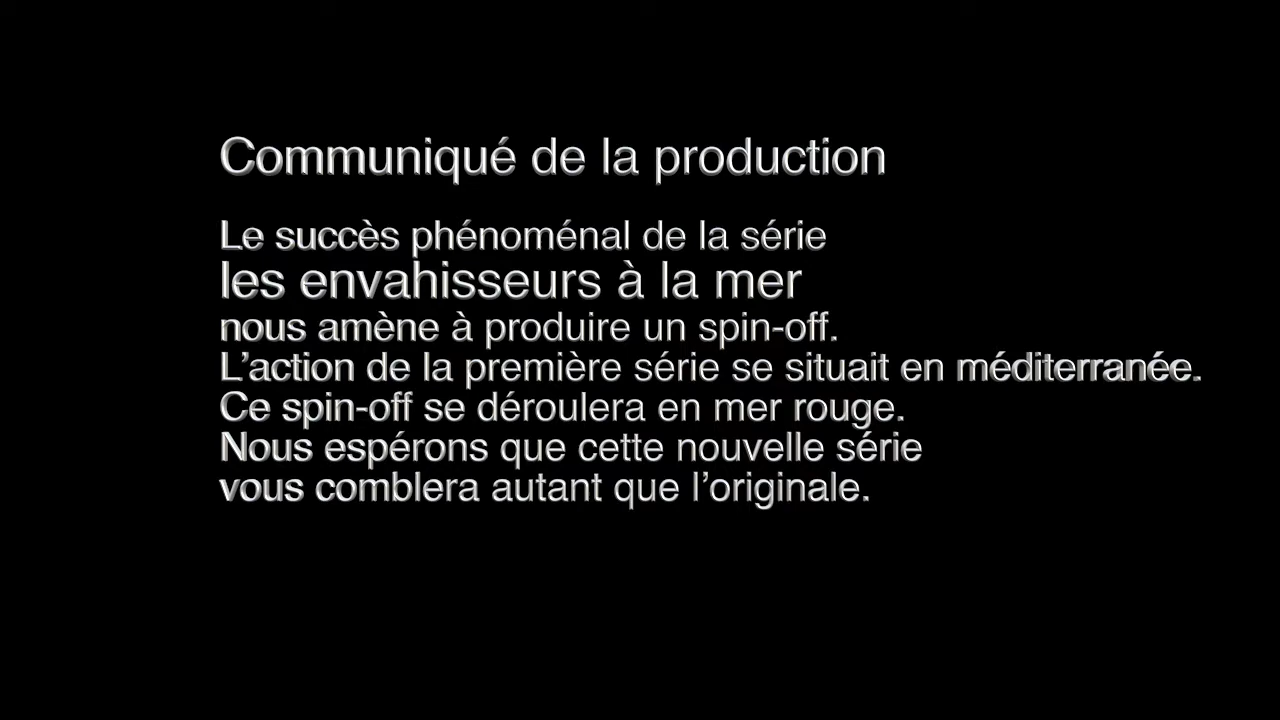 Communiqué de la production
Le succès phénoménal de la série
les envahisseurs à la mer
nous amène à produire un spin-off.
L’action de la première série se situait en méditerranée.
Ce spin-off se déroulera en mer rouge.
Nous espérons que cette nouvelle série
vous comblera autant que l’originale.